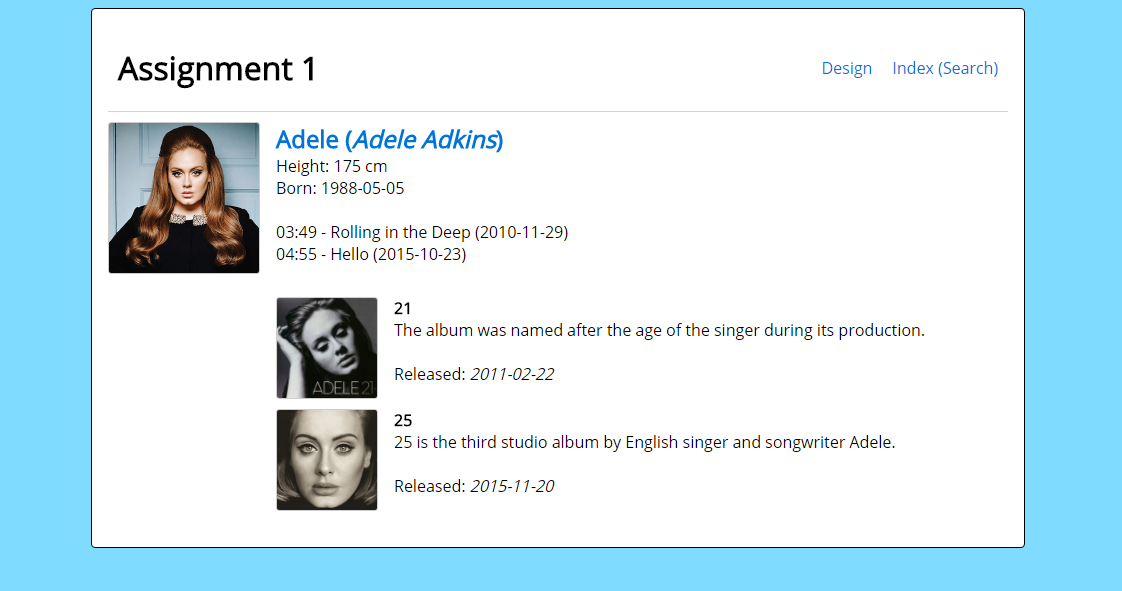 Assignment 1
Design
Index (Search)
Adele (Adele Adkins)
Height: 175 cm
Born: 1988-05-05
03:49 - Rolling in the Deep (2010-11-29)
04:55 - Hello (2015-10-23)
ADELE 21
21
The album was named after the age of the singer during its production.
Released: 2011-02-22
25
25 is the third studio album by English singer and songwriter Adele.
Released: 2015-11-20